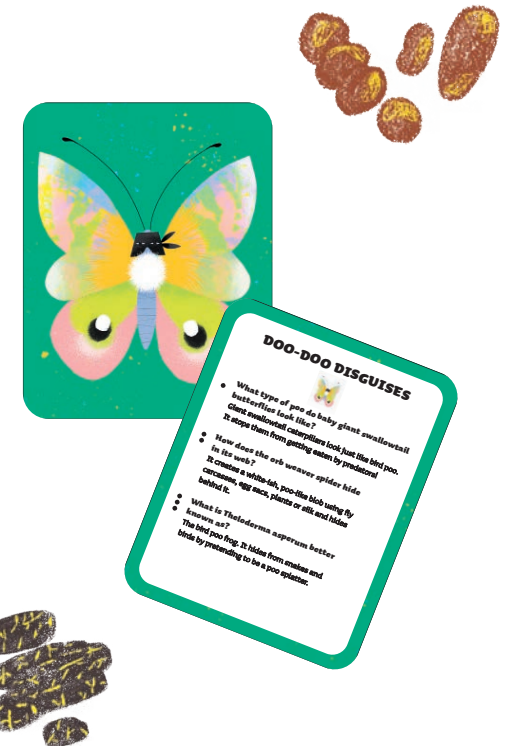 DOO-DOO DISGUISES
What type of poo do baby giant swallowtail
butterflies look like?
Giant swallowtail caterpillars look just like bird poo.
It stops them from getting eaten by predators!
How does the orb weaver spider hide
in its web?
It creates a white-ish, poo-like blob using fly
carcasses, egg sacs, plants or silk and hides
behind it.
What is Theloderma asperum better
known as?
The bird poo frog. It hides from snakes and
birds by pretending to be a poo splatter.